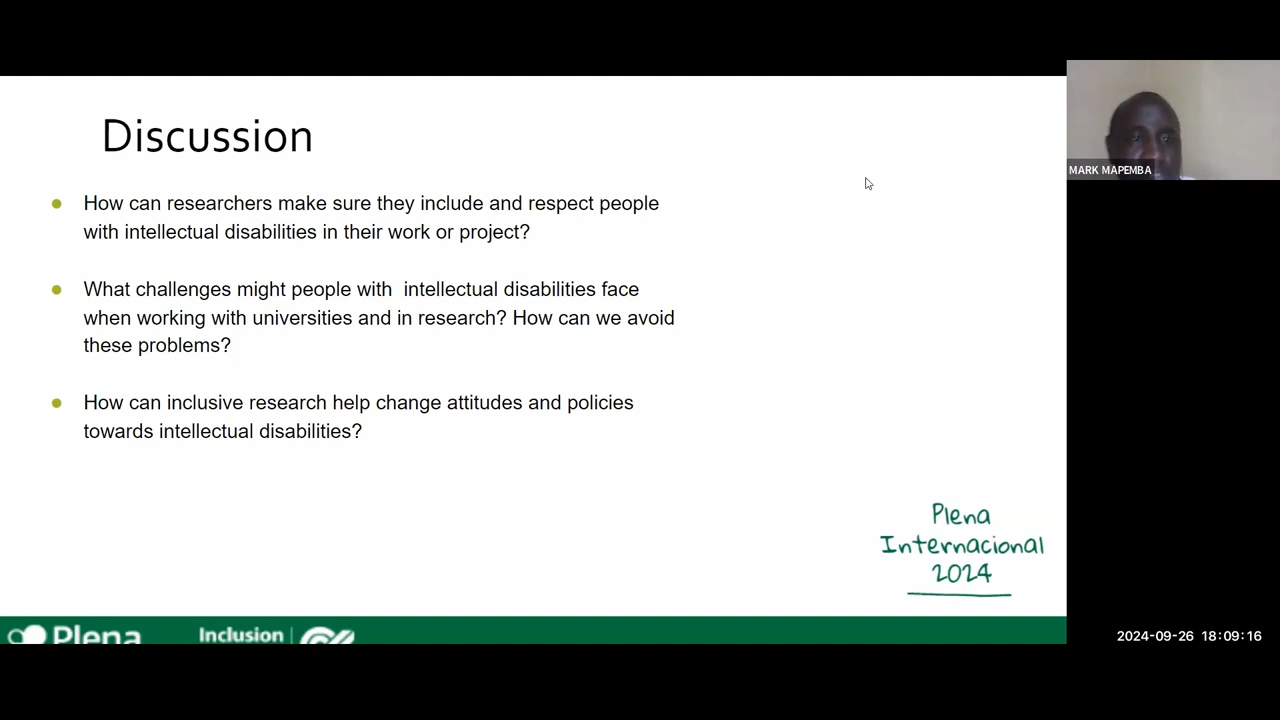 Discussion
How can researchers make sure they include and respect people
with intellectual disabilities in their work or project?
What challenges might people with  intellectual disabilities face
when working with universities and in research? How can we avoid
these problems?
How can inclusive research help change attitudes and policies
towards intellectual disabilities?
Plena
Internacional
2024
Plena
Inclusion
MARK MAPEMBA
2024-09-26 18:09:16